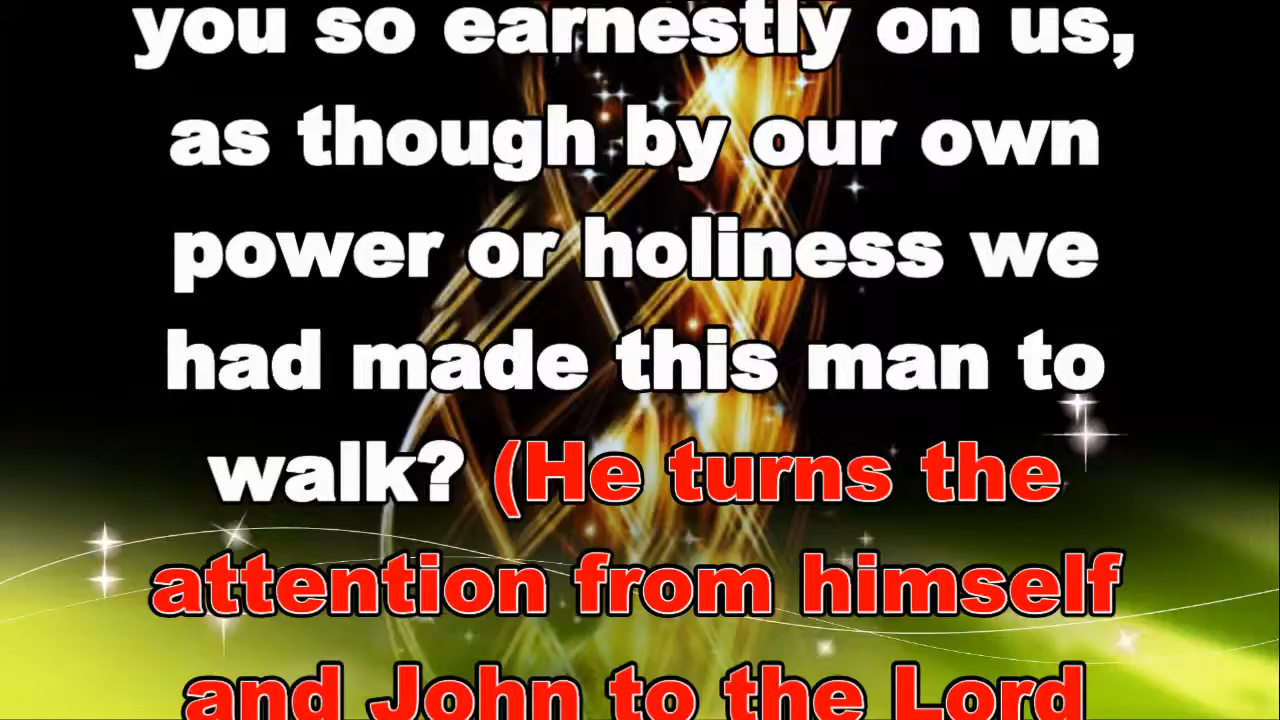 you so earnestly on us,
as though by our own
power or holiness we
had made this man to
walk? (He turns the
attention from himself
and John to the Lord